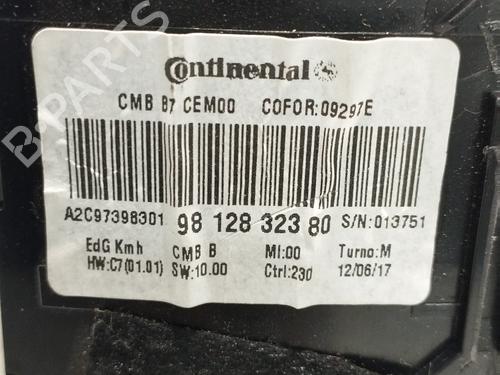 Continental
CMB B7 CEM00 COFOR:09297E
A2C97398301 98 128 323 80 S/N:013751
EdG Kmh CMB B MI:00 Turno:M
HW:C7(01.01) SW:10.00 Ctrl:230 12/06/17
B-PARTS